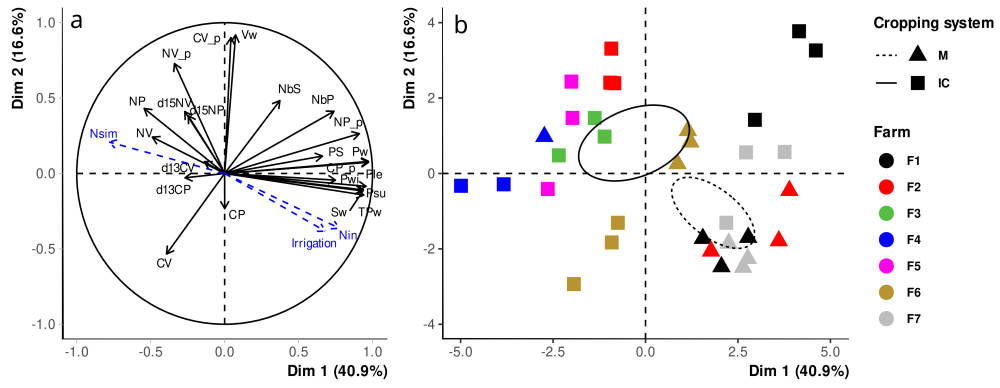 a
Dim 2 (16.6%)
1.0
0.5
0.0
-0.5
-1.0
CV_p
Vw
NV_p
NP
d15NV
d15NP
NbS
NbP
NP_p
Nsim
NV
PS
Pw
d13CV
CP_p
Ple
d13CP
Pwi
Psu
CP
Sw
TPw
Nin
Irrigation
CV
-1.0
-0.5
0.0
0.5
1.0
Dim 1 (40.9%)
b
Dim 2 (16.6%)
4
2
0
-2
-4
-5.0
-2.5
0.0
2.5
5.0
Dim 1 (40.9%)
Cropping system
M
IC
Farm
F1
F2
F3
F4
F5
F6
F7